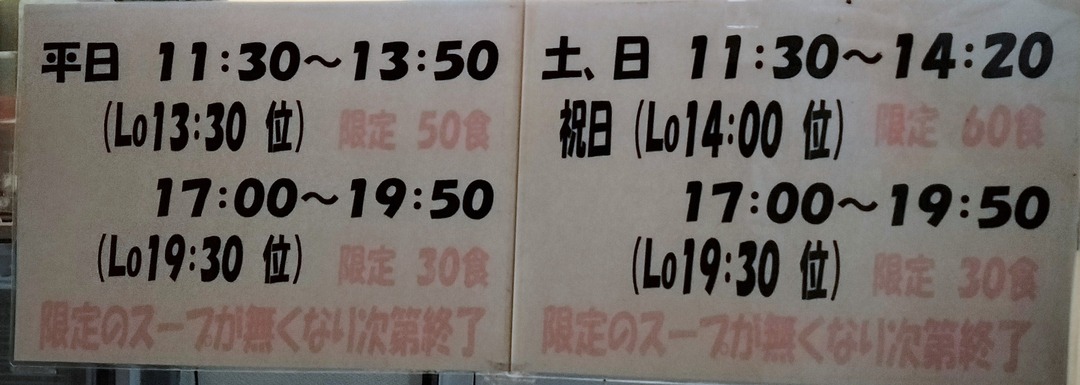 平日 11:30～13:50
(Lo13:30 位) 限定 50食
17:00～19:50
(Lo19:30 位) 限定 30食
限定のスープが無くなり次第終了
土、日 11:30～14:20
祝日 (Lo14:00 位) 限定 60食
17:00～19:50
(Lo19:30 位) 限定 30食
限定のスープが無くなり次第終了